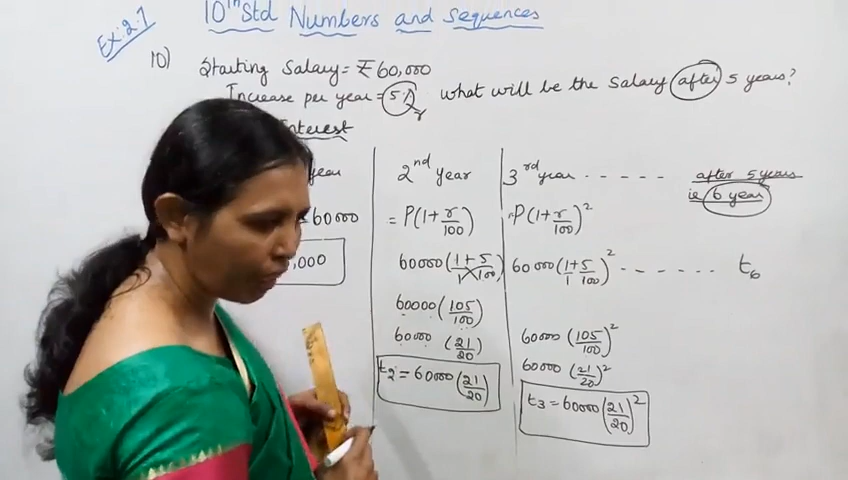 Ex: 2.7
10th Std Numbers and Sequences
10) Starting Salary = ₹ 60,000
Increase per year = 5% what will be the Salary after 5 years?
r
Interest
year
60000
,000
2nd year
= P(1+r/100)
60000(1/1+5/100)
60000(105/100)
60000 (21/20)
t2 = 60000(21/20)
3rd year - - - - -
P(1+r/100)²
60000(1/1+5/100)² - - - - - - -
60000 (105/100)²
60000 (21/20)²
t3 = 60000(21/20)²
after 5 years
ie 6 year
t6